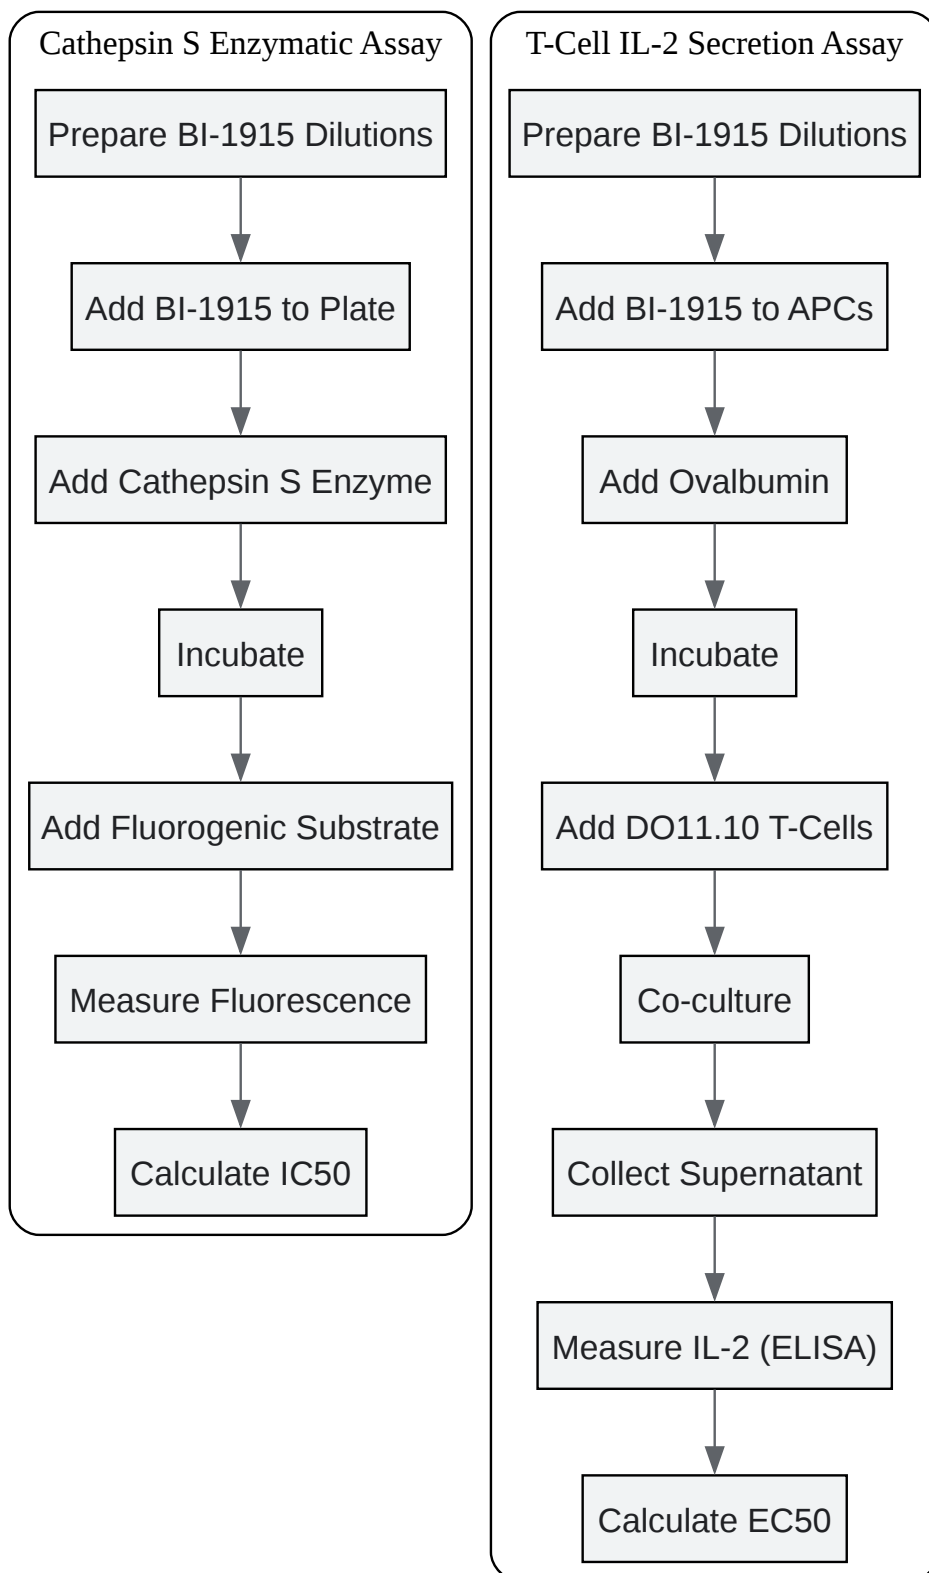 Cathepsin S Enzymatic Assay
Prepare BI-1915 Dilutions
Add BI-1915 to Plate
Add Cathepsin S Enzyme
Incubate
Add Fluorogenic Substrate
Measure Fluorescence
Calculate IC50
T-Cell IL-2 Secretion Assay
Prepare BI-1915 Dilutions
Add BI-1915 to APCs
Add Ovalbumin
Incubate
Add DO11.10 T-Cells
Co-culture
Collect Supernatant
Measure IL-2 (ELISA)
Calculate EC50